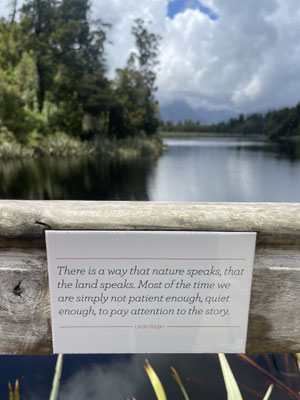 There is a way that nature speaks, that
the land speaks. Most of the time we
are simply not patient enough, quiet
enough, to pay attention to the story.
Linda Hogan